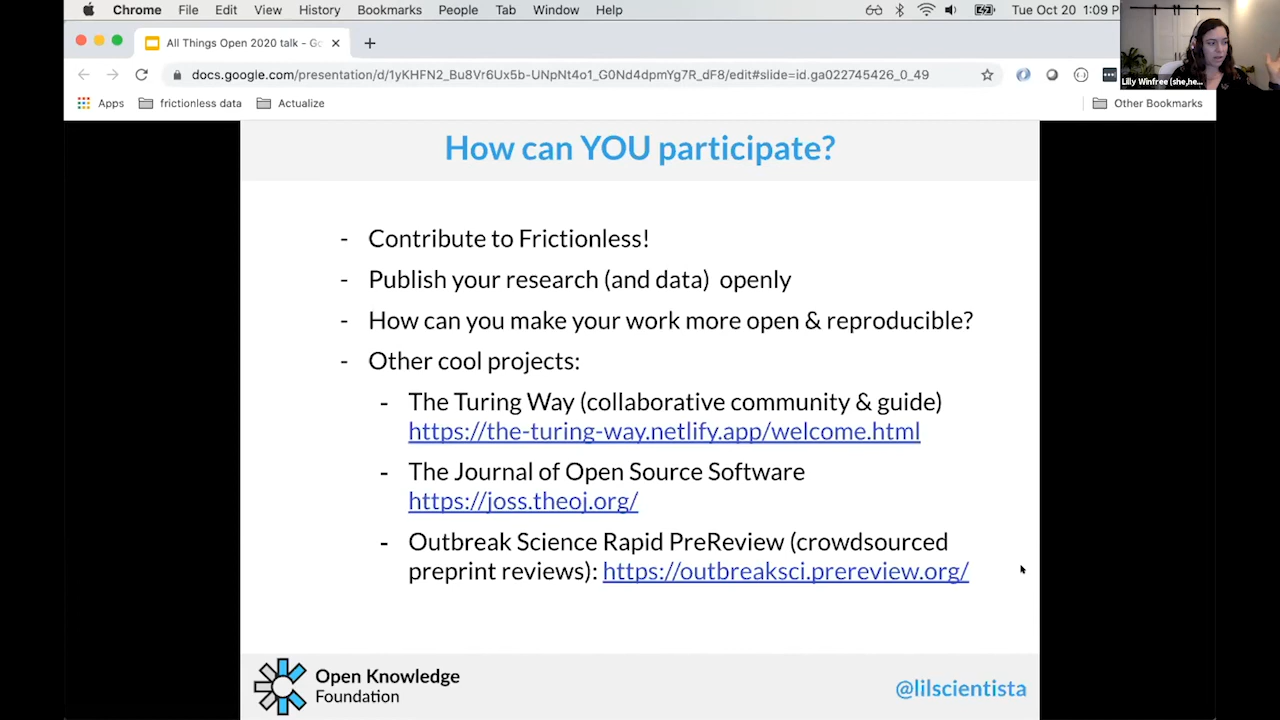 Chrome File Edit View History Bookmarks People Tab Window Help Tue Oct 20 1:09 P
All Things Open 2020 talk - Go
docs.google.com/presentation/d/1yKHFN2_Bu8Vr6Ux5b-UNpNt4o1_G0Nd4dpmYg7R_dF8/edit#slide=id.ga022745426_0_49
Lilly Winfree (she,he...
Apps frictionless data Actualize Other Bookmarks
How can YOU participate?
- Contribute to Frictionless!
- Publish your research (and data) openly
- How can you make your work more open & reproducible?
- Other cool projects:
- The Turing Way (collaborative community & guide)
https://the-turing-way.netlify.app/welcome.html
- The Journal of Open Source Software
https://joss.theoj.org/
- Outbreak Science Rapid PreReview (crowdsourced
preprint reviews): https://outbreaksci.prereview.org/
Open Knowledge
Foundation
@lilscientista